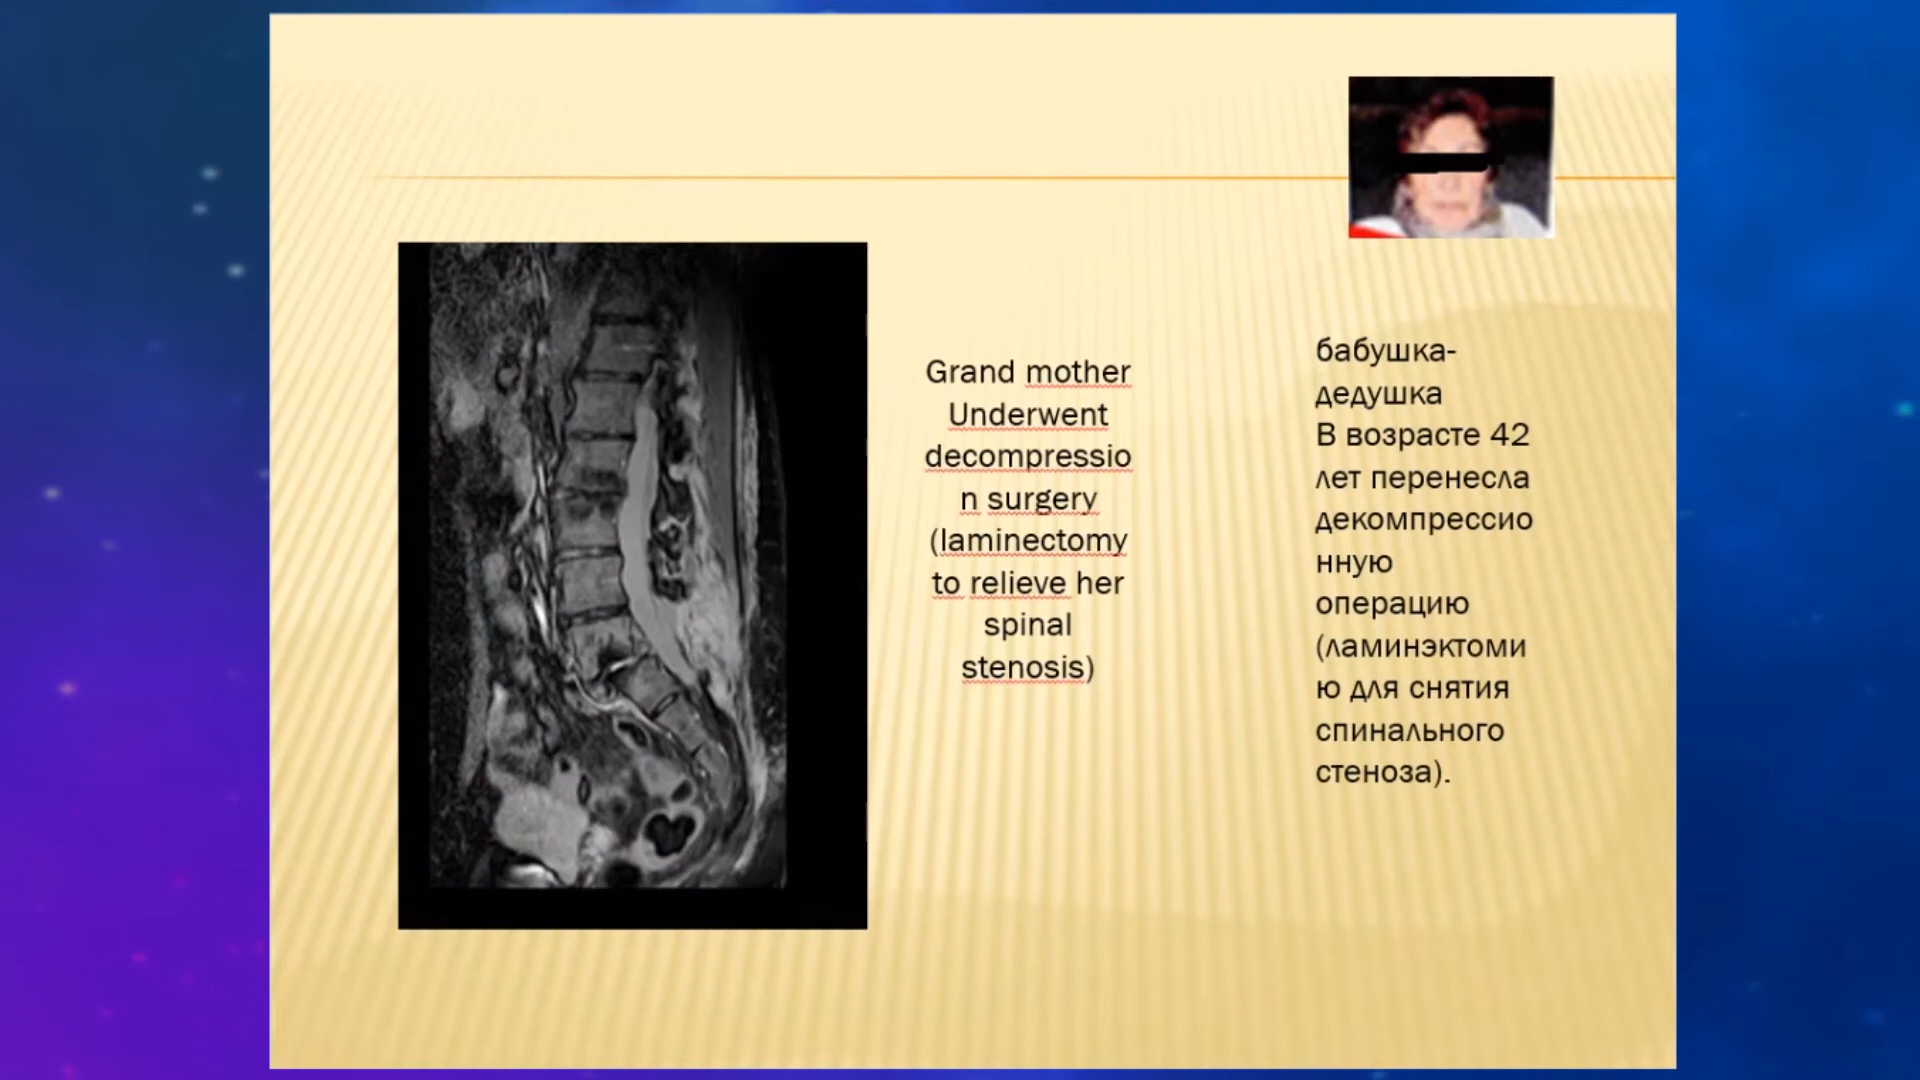 Grand mother
Underwent
decompressio
n surgery
(laminectomy
to relieve her
spinal
stenosis)
бабушка-
дедушка
В возрасте 42
лет перенесла
декомпрессио
нную
операцию
(ламинэктоми
ю для снятия
спинального
стеноза).